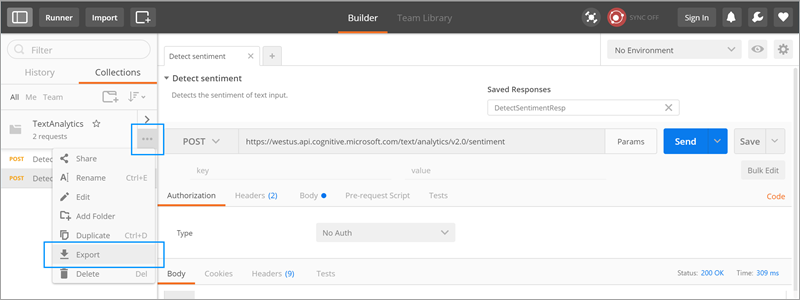 Runner Import Builder Team Library SYNC OFF Sign In
Filter
History Collections
All Me Team
TextAnalytics
2 requests
POST Detec
POST Detec
Share
Rename Ctrl+E
Edit
Add Folder
Duplicate Ctrl+D
Export
Delete Del
Detect sentiment
No Environment
Detect sentiment
Detects the sentiment of text input.
Saved Responses
DetectSentimentResp
POST https://westus.api.cognitive.microsoft.com/text/analytics/v2.0/sentiment Params Send Save
key value Bulk Edit
Authorization Headers (2) Body Pre-request Script Tests Code
Type No Auth
Body Cookies Headers (9) Tests Status: 200 OK Time: 309 ms